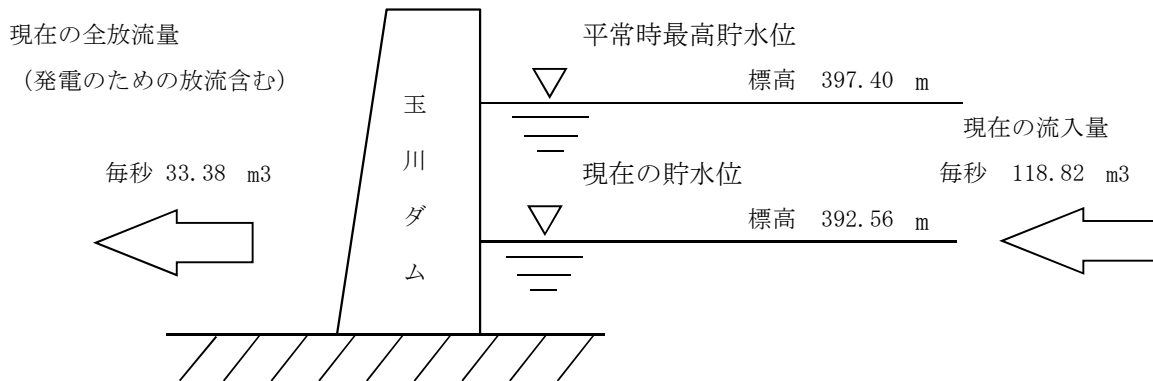 現在の全放流量
(発電のための放流含む)
毎秒 33.38 m3
玉川ダム
平常時最高貯水位
標高 397.40 m
現在の貯水位
標高 392.56 m
現在の流入量
毎秒 118.82 m3